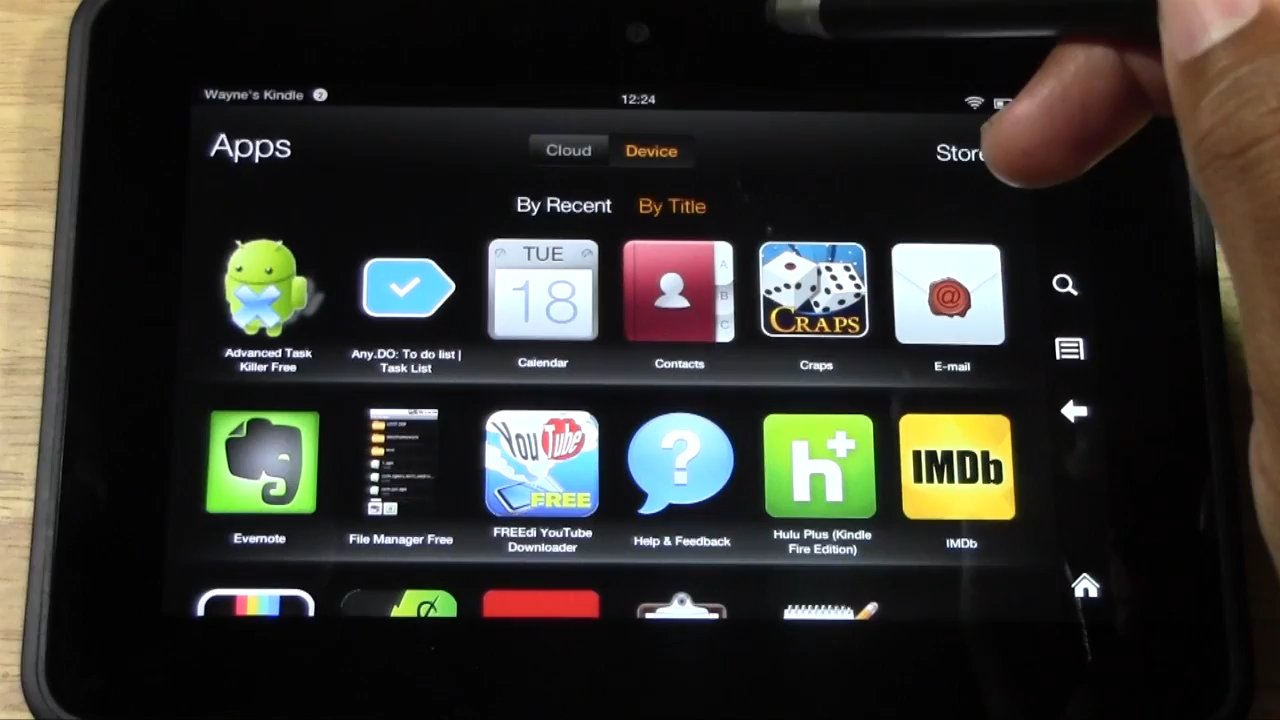 Wayne's Kindle 2
12:24
Apps
Cloud Device
Store
By Recent By Title
TUE
18
A
B
C
CRAPS
@
Advanced Task
Killer Free
Any.DO: To do list |
Task List
Calendar
Contacts
Craps
E-mail
YouTube
FREE
?
h+
IMDb
Evernote
File Manager Free
FREEdi YouTube
Downloader
Help & Feedback
Hulu Plus (Kindle
Fire Edition)
IMDb